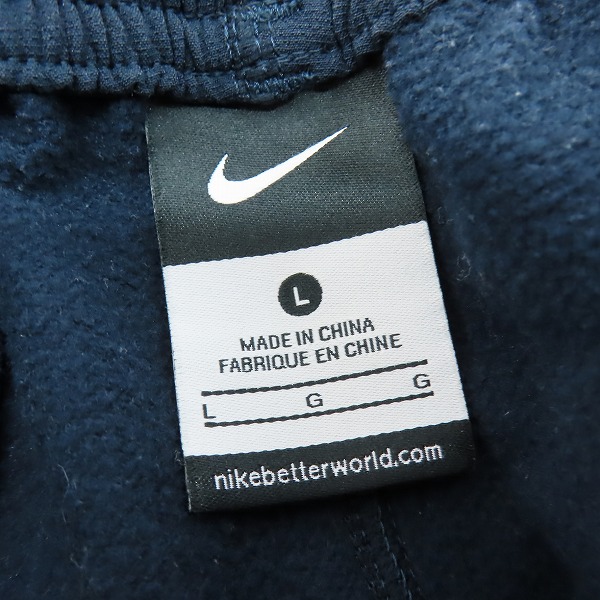 L
MADE IN CHINA
FABRIQUE EN CHINE
L G G
nikebetterworld.com